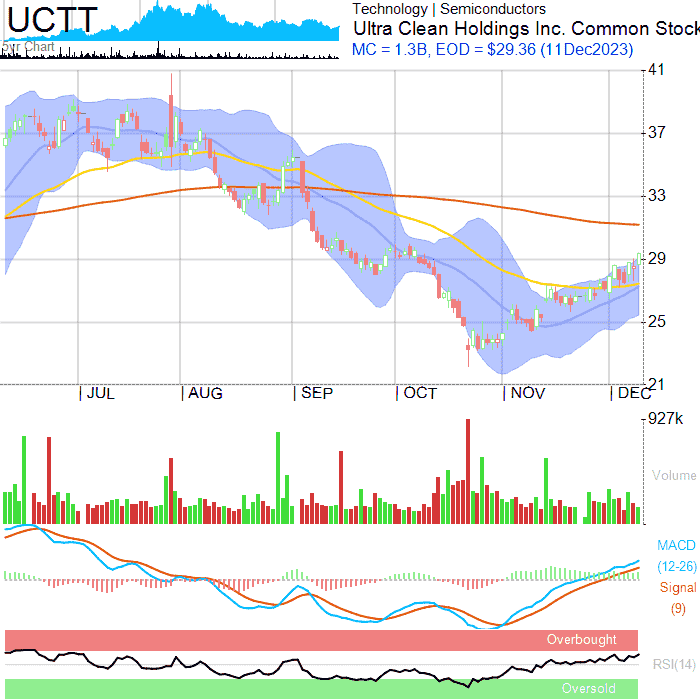 UCTT
5yr Chart
Technology | Semiconductors
Ultra Clean Holdings Inc. Common Stock
MC = 1.3B, EOD = $29.36 (11Dec2023)
41
37
33
29
25
21
| JUL | AUG | SEP | OCT | NOV | DEC
927k
Volume
MACD
(12-26)
Signal
(9)
Overbought
RSI(14)
Oversold